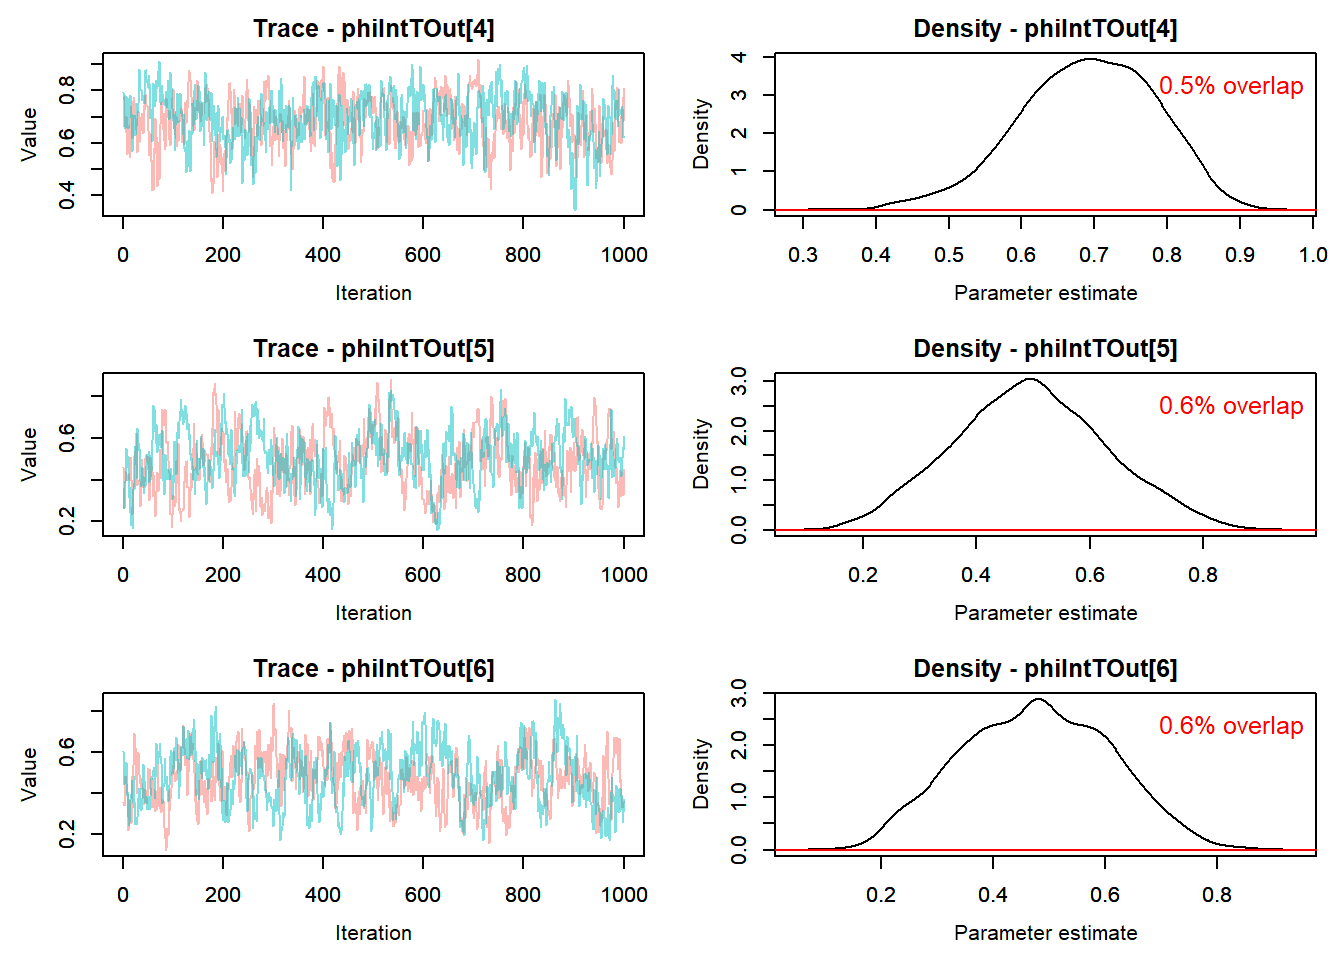 Trace - phiIntTOut[4]
Value
0.4 0.6 0.8
0 200 400 600 800 1000
Iteration
Density - phiIntTOut[4]
0.5% overlap
Density
0 1 2 3 4
0.3 0.4 0.5 0.6 0.7 0.8 0.9 1.0
Parameter estimate
Trace - phiIntTOut[5]
Value
0.2 0.6
0 200 400 600 800 1000
Iteration
Density - phiIntTOut[5]
0.6% overlap
Density
0.0 1.0 2.0 3.0
0.2 0.4 0.6 0.8
Parameter estimate
Trace - phiIntTOut[6]
Value
0.2 0.6
0 200 400 600 800 1000
Iteration
Density - phiIntTOut[6]
0.6% overlap
Density
0.0 1.0 2.0 3.0
0.2 0.4 0.6 0.8
Parameter estimate